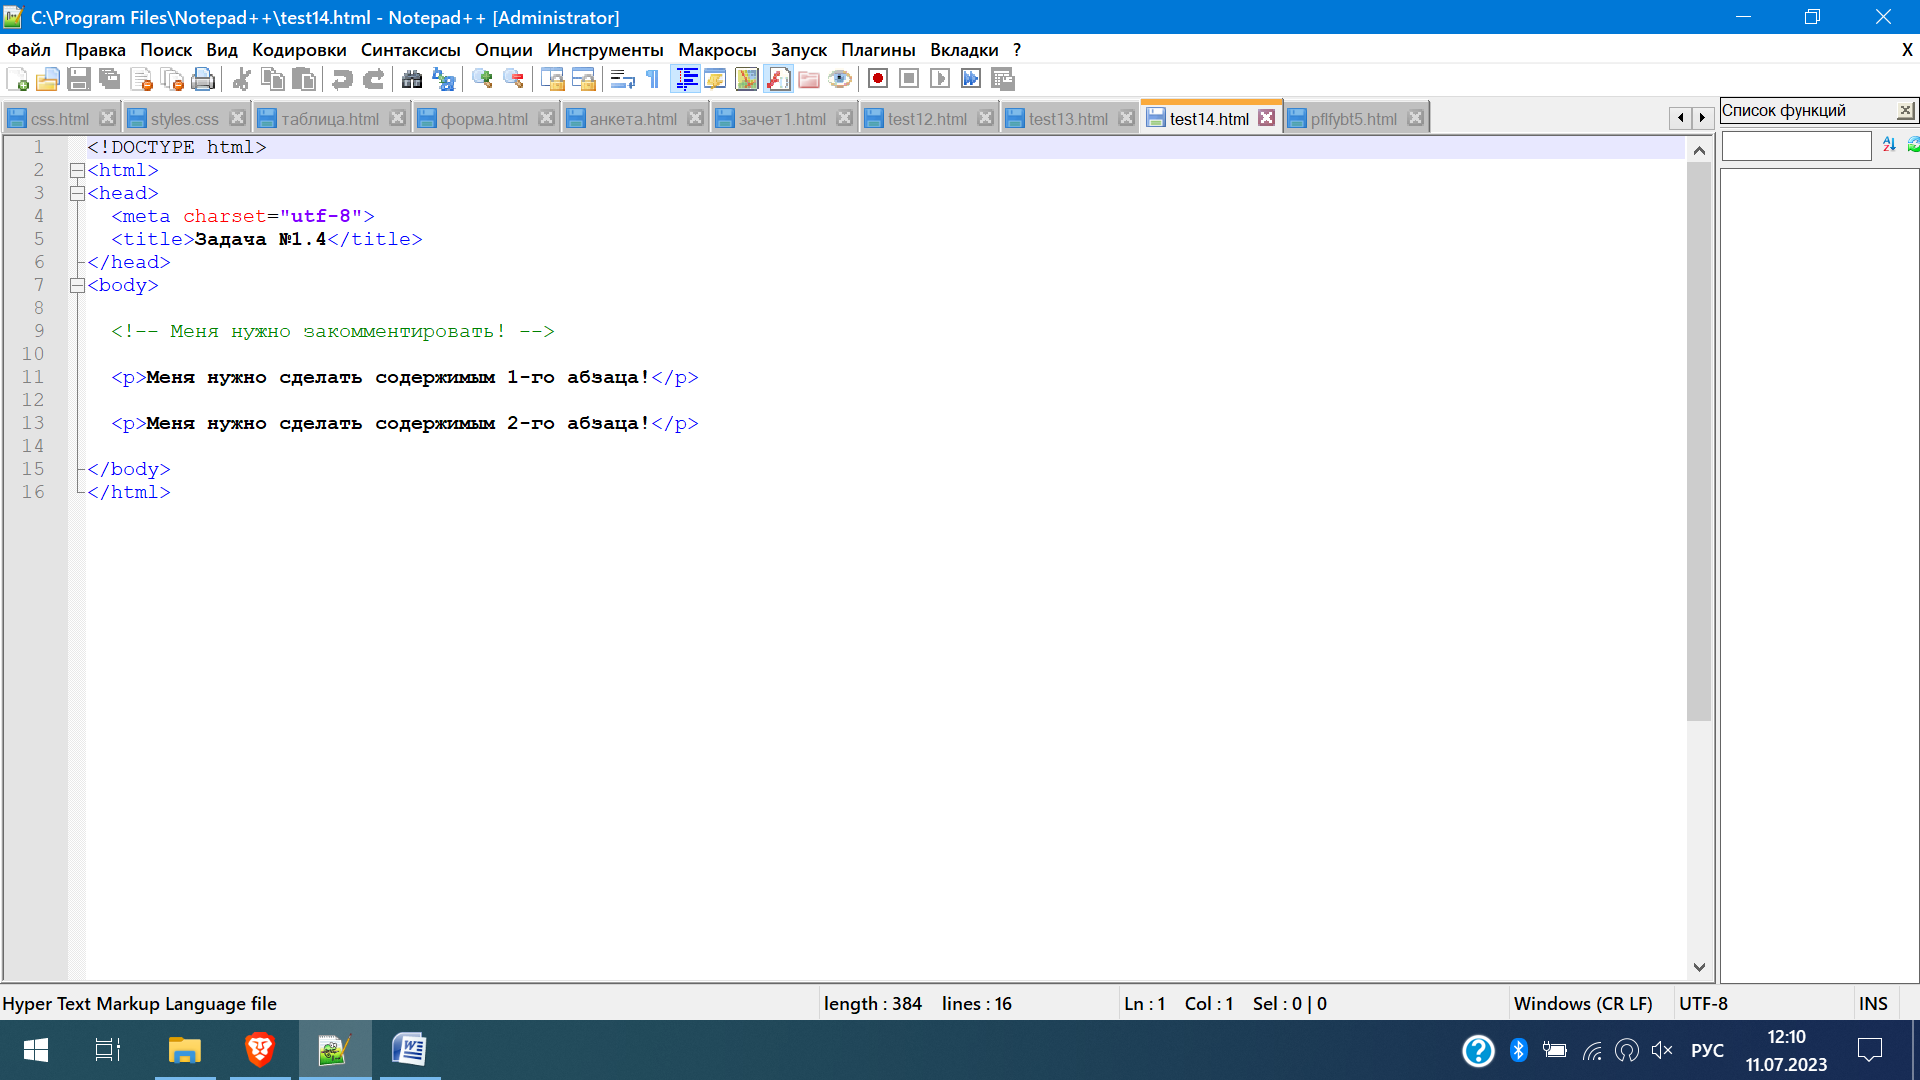 C:\Program Files\Notepad++\test14.html - Notepad++ [Administrator]
Файл Правка Поиск Вид Кодировки Синтаксисы Опции Инструменты Макросы Запуск Плагины Вкладки ? X
css.html styles.css таблица.html форма.html анкета.html зачет1.html test12.html test13.html test14.html pflfybt5.html
Список функций
1 <!DOCTYPE html>
2 <html>
3 <head>
4 <meta charset="utf-8">
5 <title>Задача №1.4</title>
6 </head>
7 <body>
8
9 <!-- Меня нужно закомментировать! -->
10
11 <p>Меня нужно сделать содержимым 1-го абзаца!</p>
12
13 <p>Меня нужно сделать содержимым 2-го абзаца!</p>
14
15 </body>
16 </html>
Hyper Text Markup Language file length : 384 lines : 16 Ln : 1 Col : 1 Sel : 0 | 0 Windows (CR LF) UTF-8 INS
РУС
12:10
11.07.2023